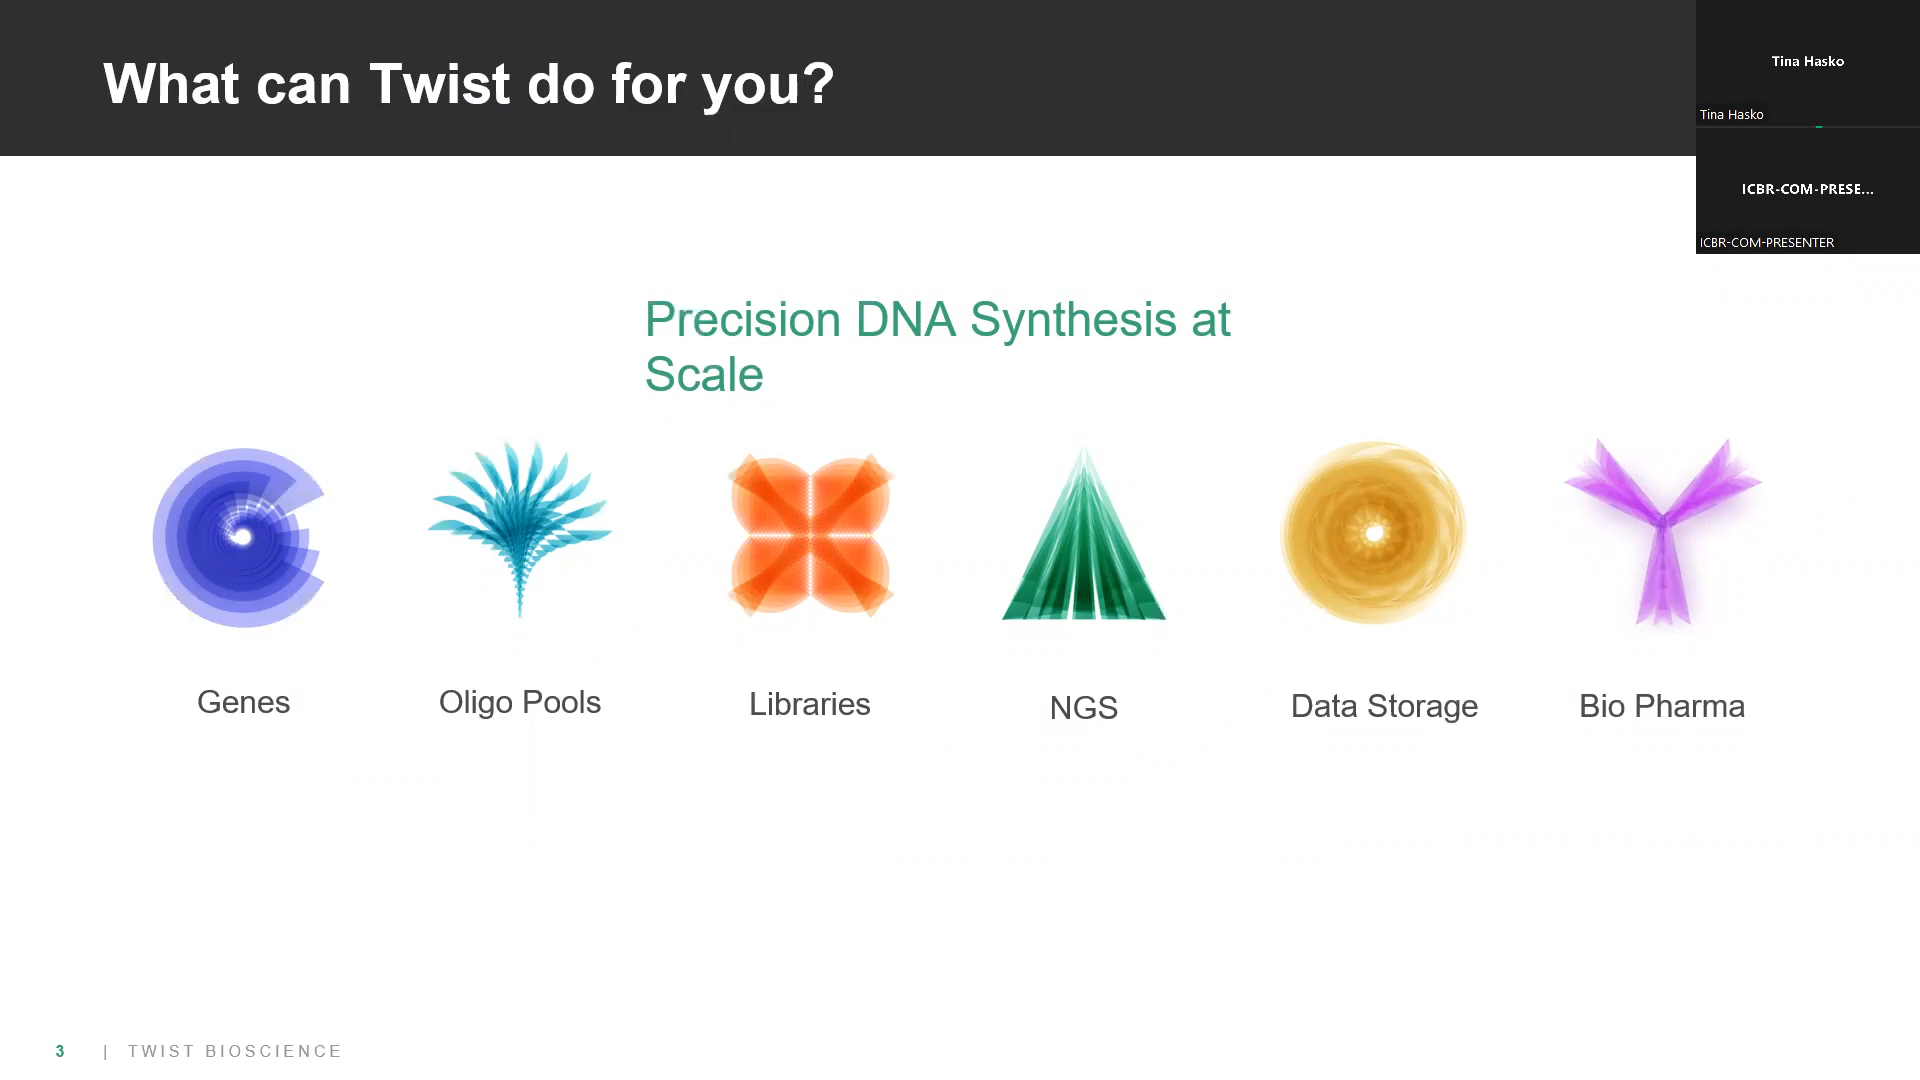 What can Twist do for you?
Tina Hasko
Tina Hasko
ICBR-COM-PRESE...
ICBR-COM-PRESENTER
Precision DNA Synthesis at
Scale
Genes
Oligo Pools
Libraries
NGS
Data Storage
Bio Pharma
3 | TWIST BIOSCIENCE